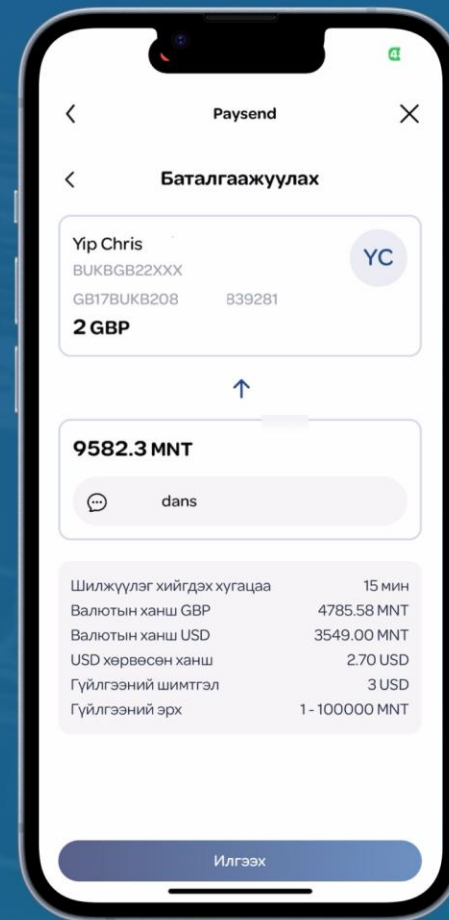 Paysend
Баталгаажуулах
Yip Chris
YC
BUKBGB22XXX
GB17BUKB208 839281
2 GBP
9582.3 MNT
dans
Шилжүүлэг хийгдэх хугацаа 15 мин
Валютын ханш GBP 4785.58 MNT
Валютын ханш USD 3549.00 MNT
USD хөрвөсөн ханш 2.70 USD
Гүйлгээний шимтгэл 3 USD
Гүйлгээний эрх 1 - 100000 MNT
Илгээх